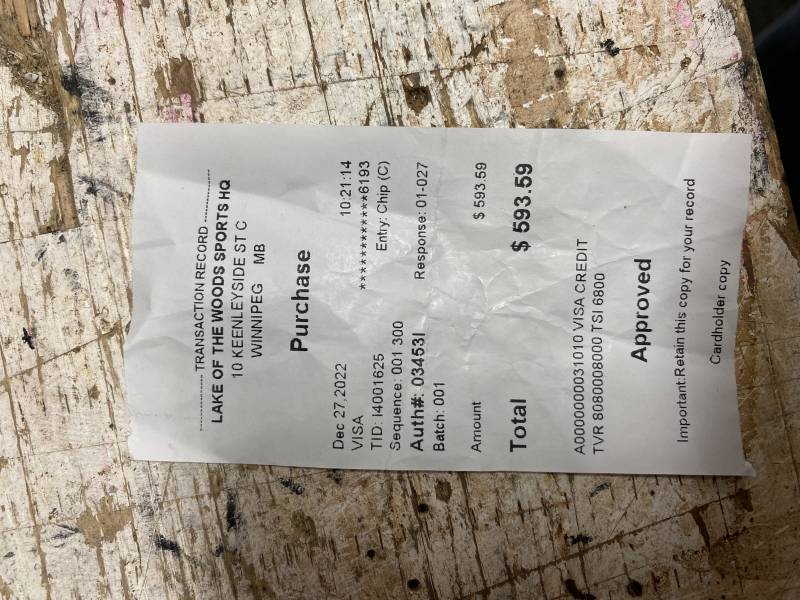 ---------- TRANSACTION RECORD ----------
LAKE OF THE WOODS SPORTS HQ
10 KEENLEYSIDE ST C
WINNIPEG MB
Purchase
Dec 27,2022 10:21:14
VISA ************6193
TID: I4001625 Entry: Chip (C)
Sequence: 001 300
Auth#: 03453I Response: 01-027
Batch: 001
Amount $ 593.59
Total $ 593.59
A0000000031010 VISA CREDIT
TVR 8080008000 TSI 6800
Approved
Important:Retain this copy for your record
Cardholder copy